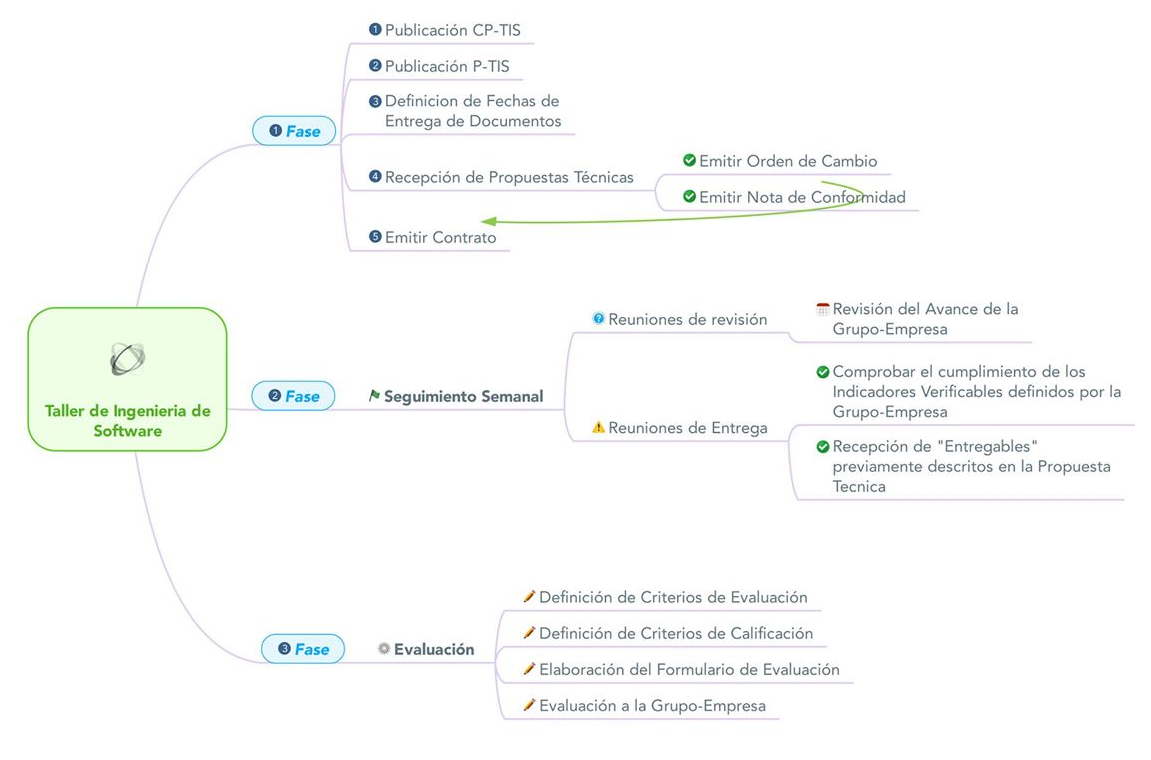 1 Publicación CP-TIS
2 Publicación P-TIS
3 Definicion de Fechas de
Entrega de Documentos
1 Fase
4 Recepción de Propuestas Técnicas
Emitir Orden de Cambio
Emitir Nota de Conformidad
5 Emitir Contrato
Taller de Ingenieria de
Software
2 Fase
Seguimiento Semanal
Reuniones de revisión
Revisión del Avance de la
Grupo-Empresa
Reuniones de Entrega
Comprobar el cumplimiento de los
Indicadores Verificables definidos por la
Grupo-Empresa
Recepción de "Entregables"
previamente descritos en la Propuesta
Tecnica
3 Fase
Evaluación
Definición de Criterios de Evaluación
Definición de Criterios de Calificación
Elaboración del Formulario de Evaluación
Evaluación a la Grupo-Empresa